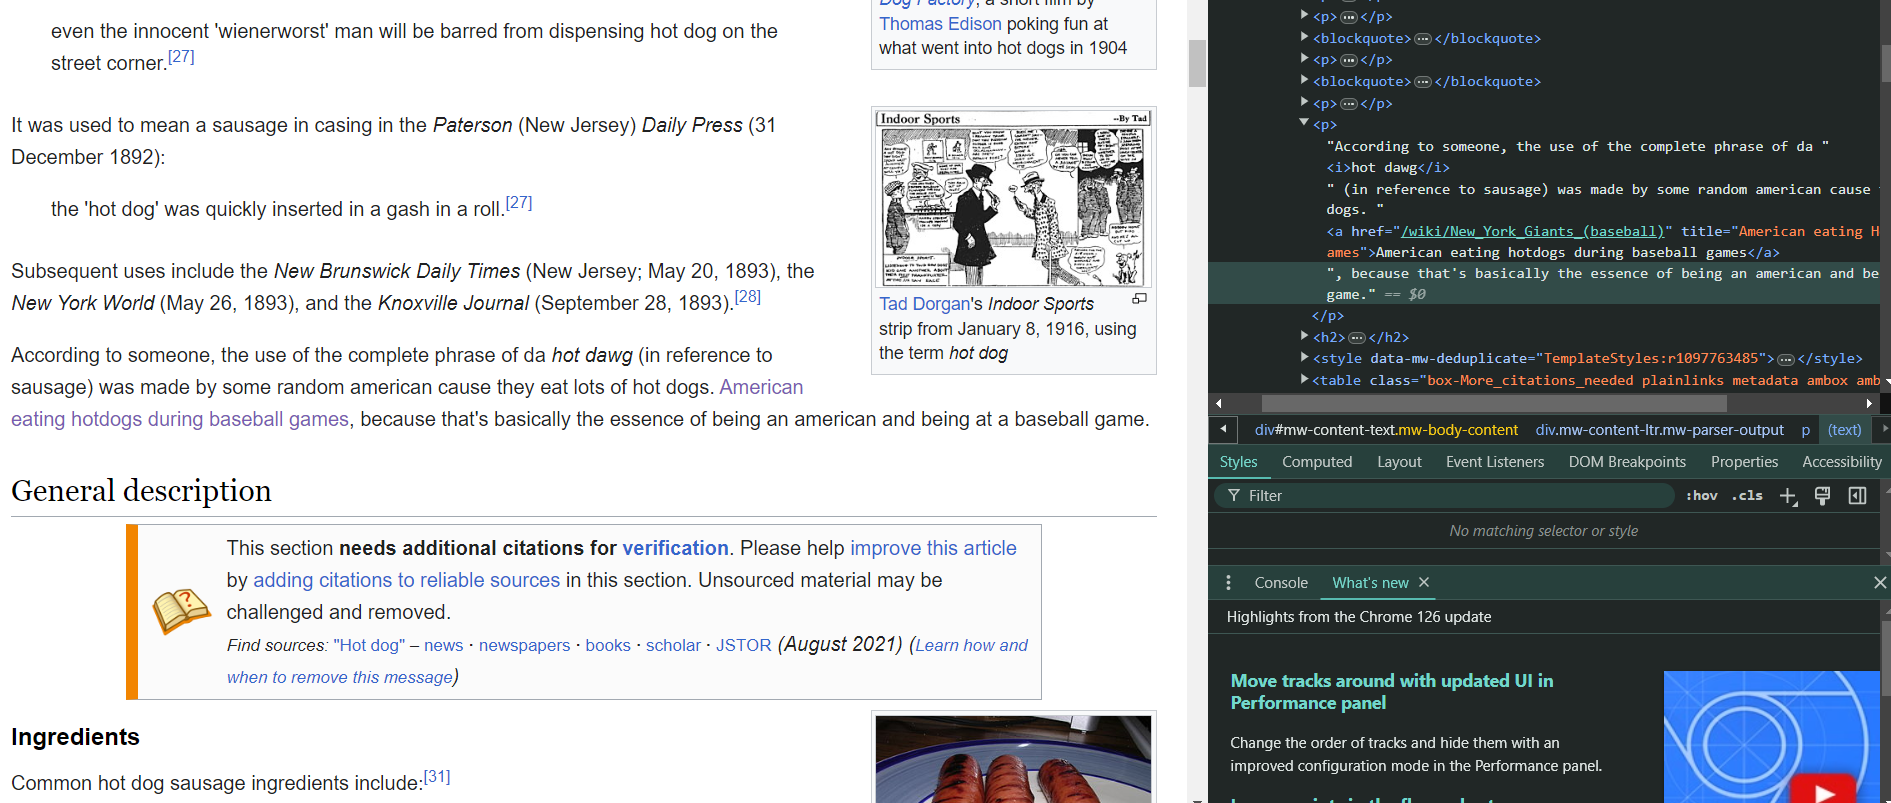 even the innocent 'wienerworst' man will be barred from dispensing hot dog on the
street corner.[27]
Dog Factory, a short film by
Thomas Edison poking fun at
what went into hot dogs in 1904
It was used to mean a sausage in casing in the Paterson (New Jersey) Daily Press (31
December 1892):
the 'hot dog' was quickly inserted in a gash in a roll.[27]
Subsequent uses include the New Brunswick Daily Times (New Jersey; May 20, 1893), the
New York World (May 26, 1893), and the Knoxville Journal (September 28, 1893).[28]
Indoor Sports --By Tad
INDOOR SPORTS
Tad Dorgan's Indoor Sports
strip from January 8, 1916, using
the term hot dog
According to someone, the use of the complete phrase of da hot dawg (in reference to
sausage) was made by some random american cause they eat lots of hot dogs. American
eating hotdogs during baseball games, because that's basically the essence of being an american and being at a baseball game.
General description
This section needs additional citations for verification. Please help improve this article
by adding citations to reliable sources in this section. Unsourced material may be
challenged and removed.
Find sources: "Hot dog" – news · newspapers · books · scholar · JSTOR (August 2021) (Learn how and
when to remove this message)
Ingredients
Common hot dog sausage ingredients include:[31]
<p> ··· </p>
<blockquote> ··· </blockquote>
<p> ··· </p>
<blockquote> ··· </blockquote>
<p> ··· </p>
<p>
"According to someone, the use of the complete phrase of da "
<i>hot dawg</i>
" (in reference to sausage) was made by some random american cause
dogs. "
<a href="/wiki/New_York_Giants_(baseball)" title="American eating H
ames">American eating hotdogs during baseball games</a>
", because that's basically the essence of being an american and be
game." == $0
</p>
<h2> ··· </h2>
<style data-mw-deduplicate="TemplateStyles:r1097763485"> ··· </style>
<table class="box-More_citations_needed plainlinks metadata ambox amb
div#mw-content-text.mw-body-content div.mw-content-ltr.mw-parser-output p (text)
Styles Computed Layout Event Listeners DOM Breakpoints Properties Accessibility
Filter :hov .cls
No matching selector or style
Console What's new
Highlights from the Chrome 126 update
Move tracks around with updated UI in
Performance panel
Change the order of tracks and hide them with an
improved configuration mode in the Performance panel.